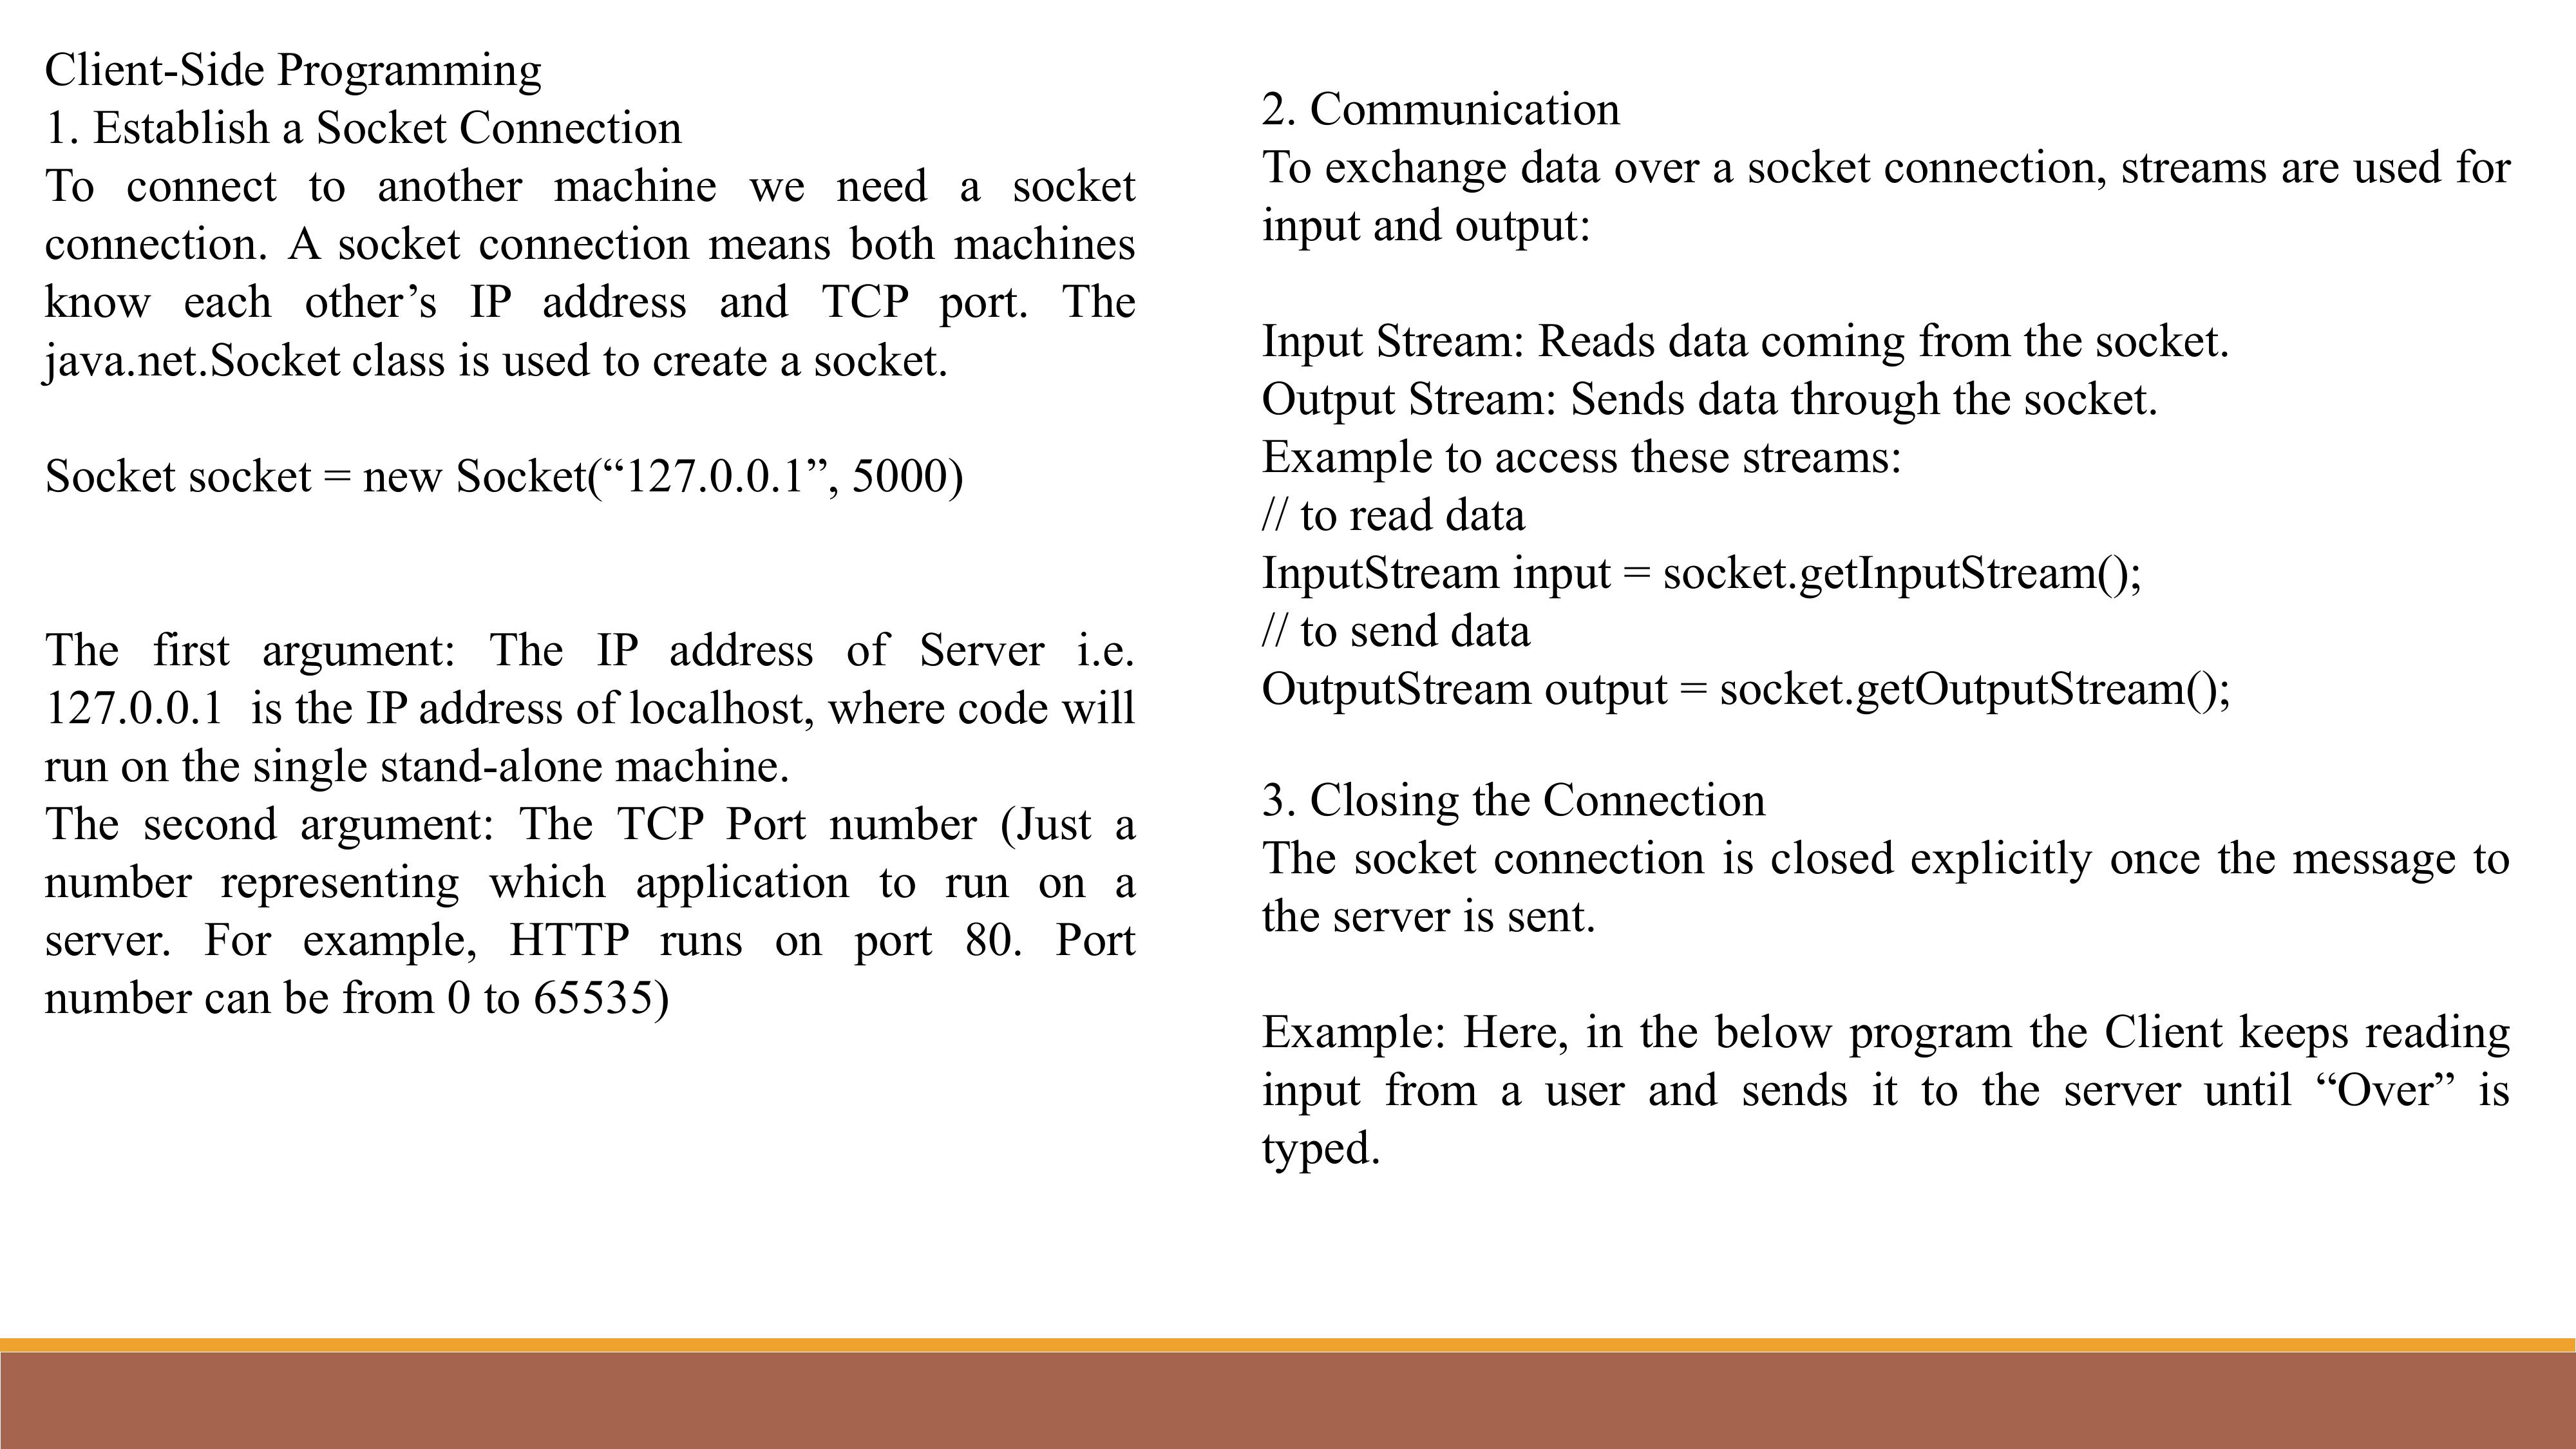 Client-Side Programming
1. Establish a Socket Connection
To connect to another machine we need a socket
connection. A socket connection means both machines
know each other’s IP address and TCP port. The
java.net.Socket class is used to create a socket.
Socket socket = new Socket(“127.0.0.1”, 5000)
The first argument: The IP address of Server i.e.
127.0.0.1  is the IP address of localhost, where code will
run on the single stand-alone machine.
The second argument: The TCP Port number (Just a
number representing which application to run on a
server. For example, HTTP runs on port 80. Port
number can be from 0 to 65535)
2. Communication
To exchange data over a socket connection, streams are used for
input and output:
Input Stream: Reads data coming from the socket.
Output Stream: Sends data through the socket.
Example to access these streams:
// to read data
InputStream input = socket.getInputStream();
// to send data
OutputStream output = socket.getOutputStream();
3. Closing the Connection
The socket connection is closed explicitly once the message to
the server is sent.
Example: Here, in the below program the Client keeps reading
input from a user and sends it to the server until “Over” is
typed.